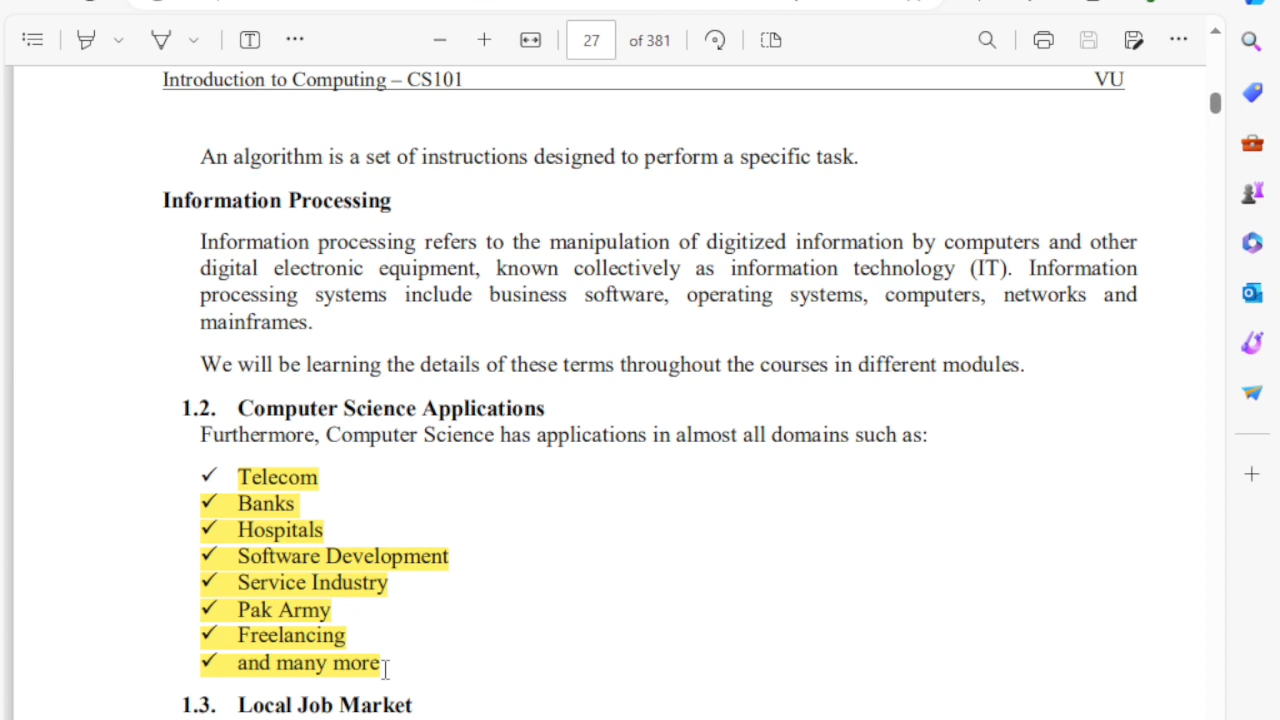 27 of 381
Introduction to Computing – CS101 VU
An algorithm is a set of instructions designed to perform a specific task.
Information Processing
Information processing refers to the manipulation of digitized information by computers and other
digital electronic equipment, known collectively as information technology (IT). Information
processing systems include business software, operating systems, computers, networks and
mainframes.
We will be learning the details of these terms throughout the courses in different modules.
1.2. Computer Science Applications
Furthermore, Computer Science has applications in almost all domains such as:
✓ Telecom
✓ Banks
✓ Hospitals
✓ Software Development
✓ Service Industry
✓ Pak Army
✓ Freelancing
✓ and many more
1.3. Local Job Market